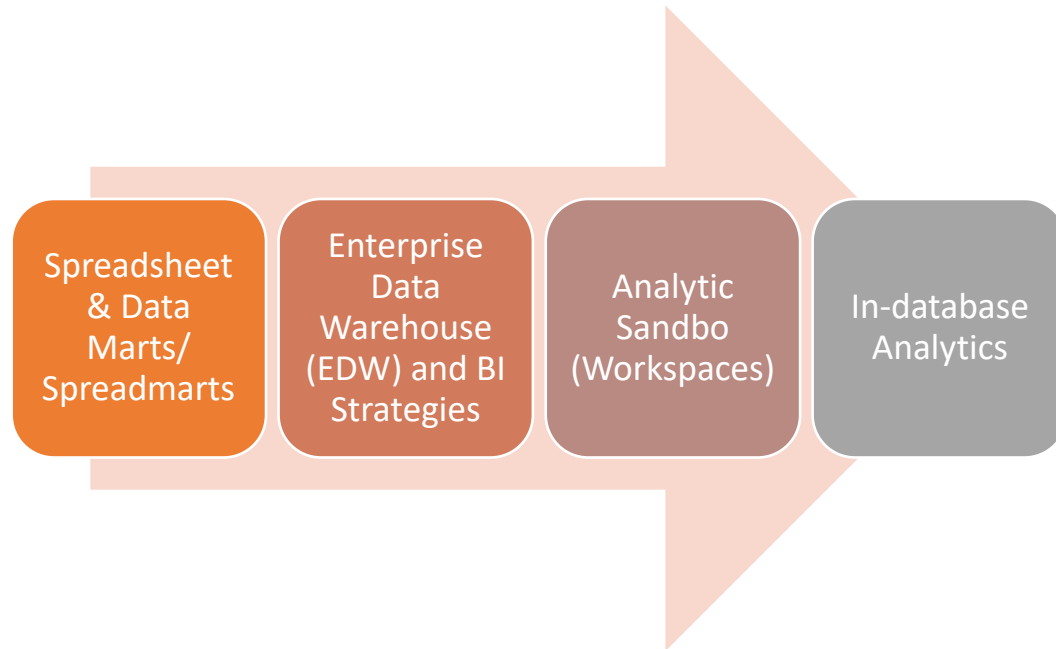 Spreadsheet
& Data
Marts/
Spreadmarts
Enterprise
Data
Warehouse
(EDW) and BI
Strategies
Analytic
Sandbo
(Workspaces)
In-database
Analytics